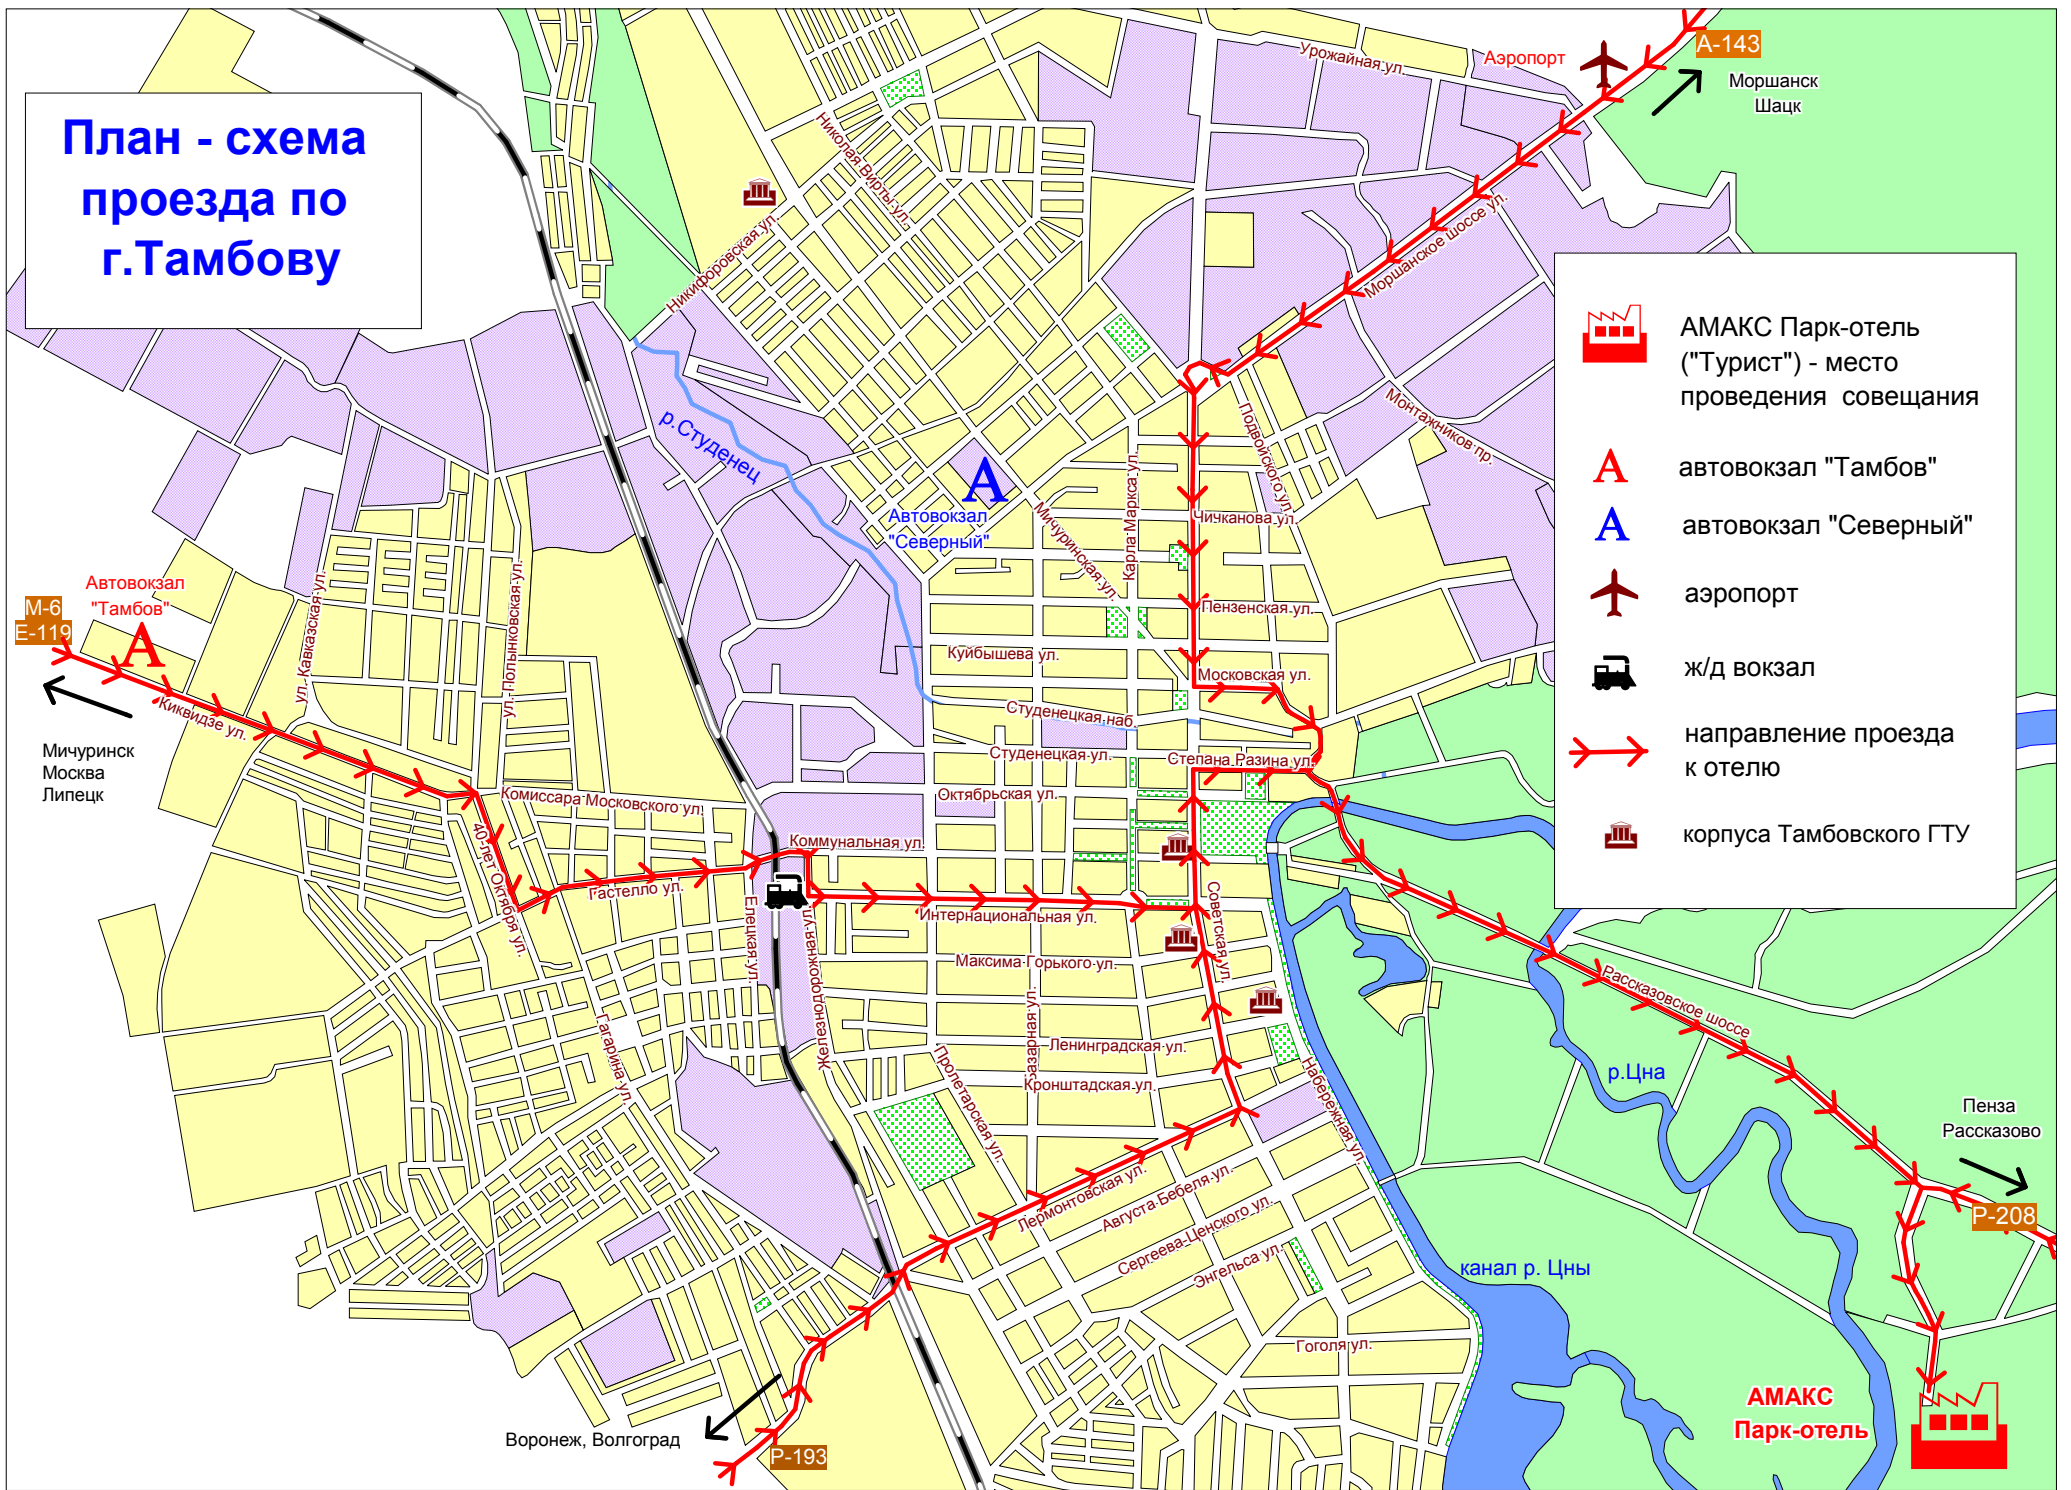 План - схема
проезда по
г.Тамбову
Урожайная ул.
Аэропорт
А-143
Моршанск
Шацк
Николая Вирты ул.
Никифоровская ул.
Моршанское шоссе ул.
АМАКС Парк-отель
("Турист") - место
проведения совещания
автовокзал "Тамбов"
автовокзал "Северный"
аэропорт
ж/д вокзал
направление проезда
к отелю
корпуса Тамбовского ГТУ
р.Студенец
А
Автовокзал
"Северный"
Мичуринская ул.
Карла Маркса ул.
Подвойского ул.
Монтажников пр.
Чичканова ул.
Пензенская ул.
Куйбышева ул.
Московская ул.
Студенецкая наб.
Студенецкая ул.
Степана Разина ул.
Октябрьская ул.
М-6
Е-119
Автовокзал
"Тамбов"
А
Киквидзе ул.
ул. Кавказская ул.
ул. Полынковская ул.
Мичуринск
Москва
Липецк
Комиссара Московского ул.
40-лет Октября ул.
Коммунальная ул.
Гастелло ул.
Елецкая ул.
Железнодорожная ул.
Интернациональная ул.
Советская ул.
Максима Горького ул.
Базарная ул.
Ленинградская ул.
Кронштадская ул.
Пролетарская ул.
Гагарина ул.
Набережная ул.
Рассказовское шоссе
р.Цна
Пенза
Рассказово
Р-208
Лермонтовская ул.
Августа Бебеля ул.
Сергеева-Ценского ул.
Энгельса ул.
канал р. Цны
Гоголя ул.
АМАКС
Парк-отель
Воронеж, Волгоград
Р-193
А
А